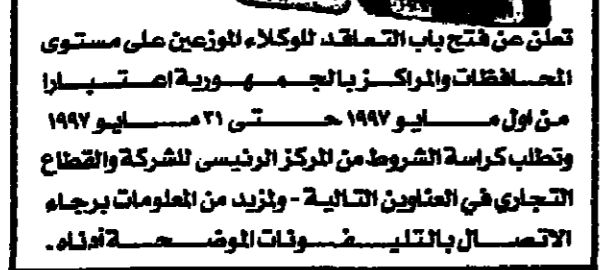 تعلن عن فتح باب التعاقد للوكلاء الموزعين على مستوى
المحافظات والمراكز بالجمهورية اعتبارا
من اول مايو ١٩٩٧ حتى ٣١ مايو ١٩٩٧
وتطلب كراسة الشروط من المركز الرئيسى للشركة والقطاع
التجاري في العناوين التالية - ولمزيد من المعلومات برجاء
الاتصال بالتليفونات الموضحة أدناه .